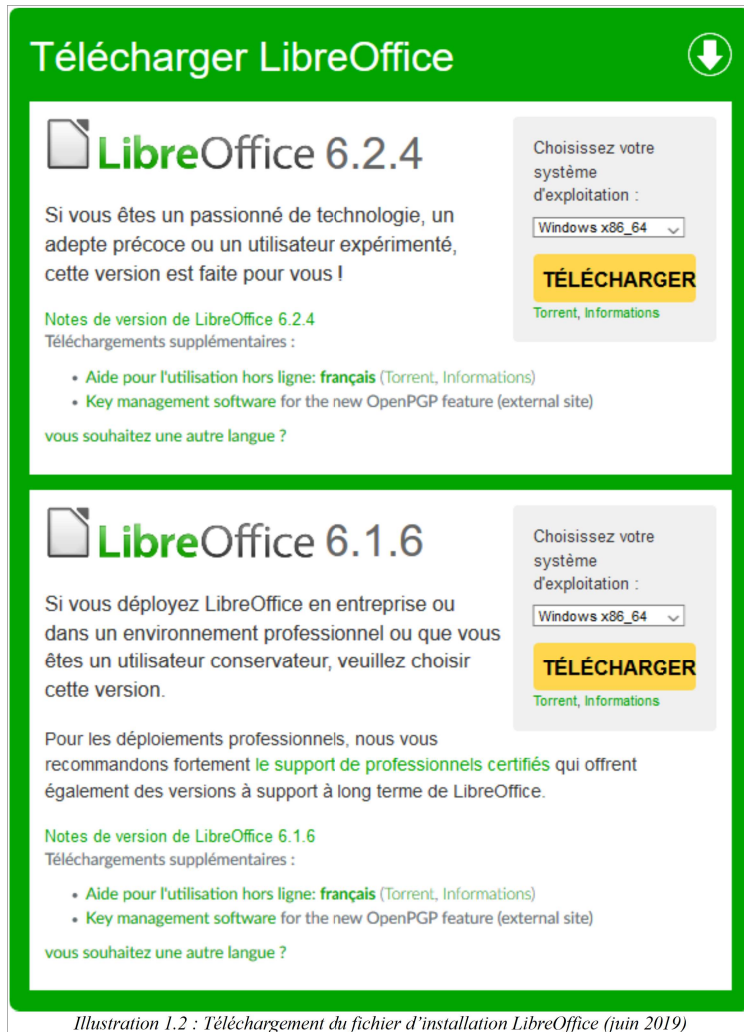 Télécharger LibreOffice
LibreOffice 6.2.4
Si vous êtes un passionné de technologie, un
adepte précoce ou un utilisateur expérimenté,
cette version est faite pour vous !
Notes de version de LibreOffice 6.2.4
Téléchargements supplémentaires :
• Aide pour l'utilisation hors ligne: français (Torrent, Informations)
• Key management software for the new OpenPGP feature (external site)
vous souhaitez une autre langue ?
Choisissez votre
système
d'exploitation :
Windows x86_64
TÉLÉCHARGER
Torrent, Informations
LibreOffice 6.1.6
Si vous déployez LibreOffice en entreprise ou
dans un environnement professionnel ou que vous
êtes un utilisateur conservateur, veuillez choisir
cette version.
Pour les déploiements professionnels, nous vous
recommandons fortement le support de professionnels certifiés qui offrent
également des versions à support à long terme de LibreOffice.
Notes de version de LibreOffice 6.1.6
Téléchargements supplémentaires :
• Aide pour l'utilisation hors ligne: français (Torrent, Informations)
• Key management software for the new OpenPGP feature (external site)
vous souhaitez une autre langue ?
Choisissez votre
système
d'exploitation :
Windows x86_64
TÉLÉCHARGER
Torrent, Informations
Illustration 1.2 : Téléchargement du fichier d’installation LibreOffice (juin 2019)